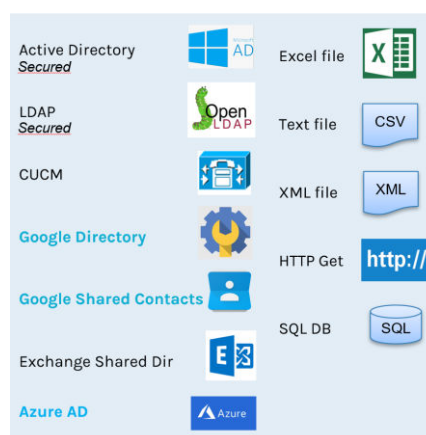 Active Directory
Secured
Microsoft
AD
LDAP
Secured
Open
LDAP
CUCM
Google Directory
Google Shared Contacts
Exchange Shared Dir
E
Azure AD
Azure
Excel file
X
Text file
CSV
XML file
XML
HTTP Get
http://
SQL DB
SQL